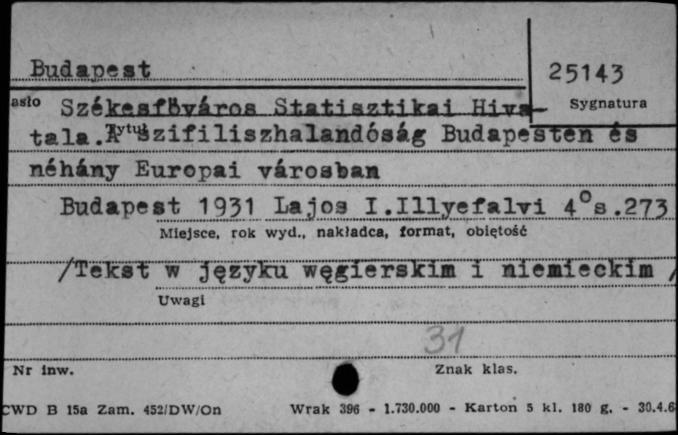 Budapest
25143
asło Székesfőváros Statisztikai Hiva- Sygnatura
tala. A szifiliszhalandóság Budapesten és
néhány Europai városban
Budapest 1931 Lajos I.Illyefalvi 4°s.273
Miejsce, rok wyd., nakładca, format, objętość
/Tekst w języku węgierskim i niemieckim /
Uwagi
31
Nr inw. Znak klas.
CWD B 15a Zam. 452/DW/On Wrak 396 - 1.730.000 - Karton 5 kl. 180 g. - 30.4.6